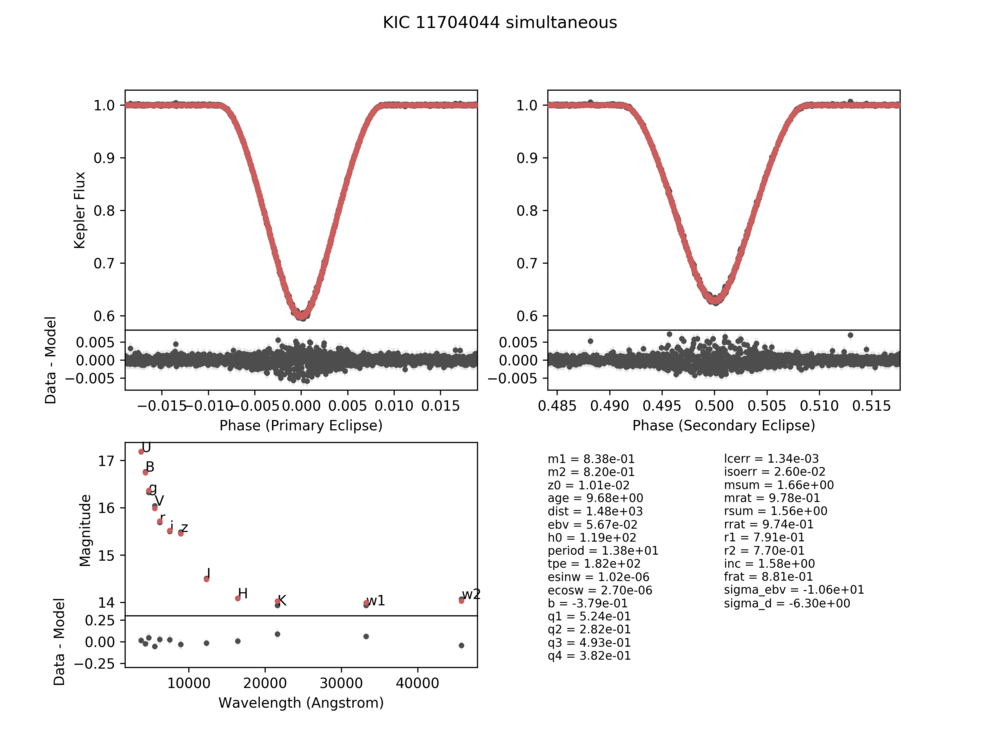 KIC 11704044 simultaneous
1.0
0.9
0.8
0.7
0.6
Kepler Flux
0.005
0.000
−0.005
Data - Model
−0.015 −0.010 −0.005 0.000 0.005 0.010 0.015
Phase (Primary Eclipse)
1.0
0.9
0.8
0.7
0.6
0.005
0.000
−0.005
0.485 0.490 0.495 0.500 0.505 0.510 0.515
Phase (Secondary Eclipse)
17
16
15
14
Magnitude
U
B
g
V
r
i
z
J
H
K
w1
w2
0.25
0.00
−0.25
Data - Model
10000 20000 30000 40000
Wavelength (Angstrom)
m1 = 8.38e-01
m2 = 8.20e-01
z0 = 1.01e-02
age = 9.68e+00
dist = 1.48e+03
ebv = 5.67e-02
h0 = 1.19e+02
period = 1.38e+01
tpe = 1.82e+02
esinw = 1.02e-06
ecosw = 2.70e-06
b = -3.79e-01
q1 = 5.24e-01
q2 = 2.82e-01
q3 = 4.93e-01
q4 = 3.82e-01
lcerr = 1.34e-03
isoerr = 2.60e-02
msum = 1.66e+00
mrat = 9.78e-01
rsum = 1.56e+00
rrat = 9.74e-01
r1 = 7.91e-01
r2 = 7.70e-01
inc = 1.58e+00
frat = 8.81e-01
sigma_ebv = -1.06e+01
sigma_d = -6.30e+00